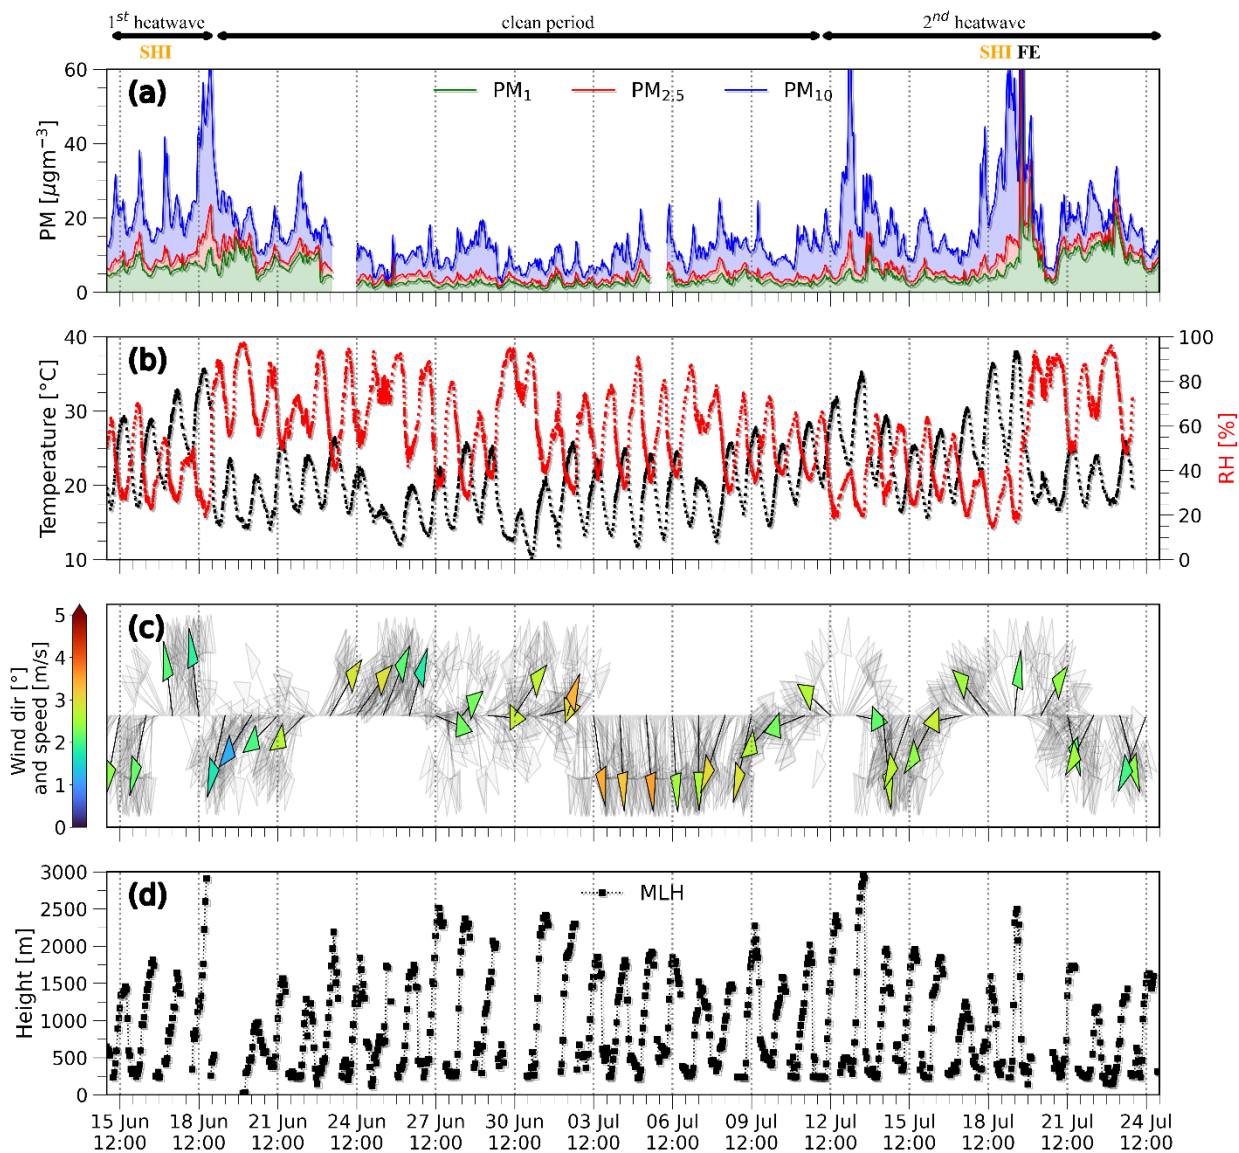 1st heatwave clean period 2nd heatwave
SHI SHI FE
(a) PM1 PM2.5 PM10
PM [μgm−3]
60
40
20
0
(b)
Temperature [°C]
40
30
20
10
RH [%]
100
80
60
40
20
0
(c)
Wind dir [°]
and speed [m/s]
5
4
3
2
1
0
(d) MLH
Height [m]
3000
2500
2000
1500
1000
500
0
15 Jun 18 Jun 21 Jun 24 Jun 27 Jun 30 Jun 03 Jul 06 Jul 09 Jul 12 Jul 15 Jul 18 Jul 21 Jul 24 Jul
12:00 12:00 12:00 12:00 12:00 12:00 12:00 12:00 12:00 12:00 12:00 12:00 12:00 12:00